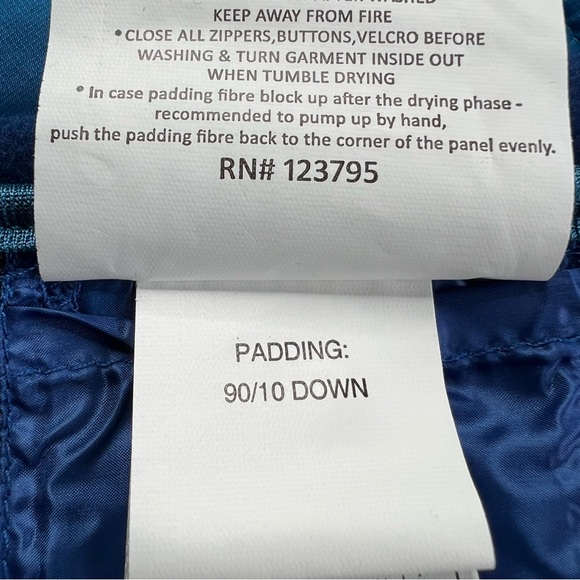 KEEP AWAY FROM FIRE
•CLOSE ALL ZIPPERS,BUTTONS,VELCRO BEFORE
WASHING & TURN GARMENT INSIDE OUT
WHEN TUMBLE DRYING
• In case padding fibre block up after the drying phase -
recommended to pump up by hand,
push the padding fibre back to the corner of the panel evenly.
RN# 123795
PADDING:
90/10 DOWN